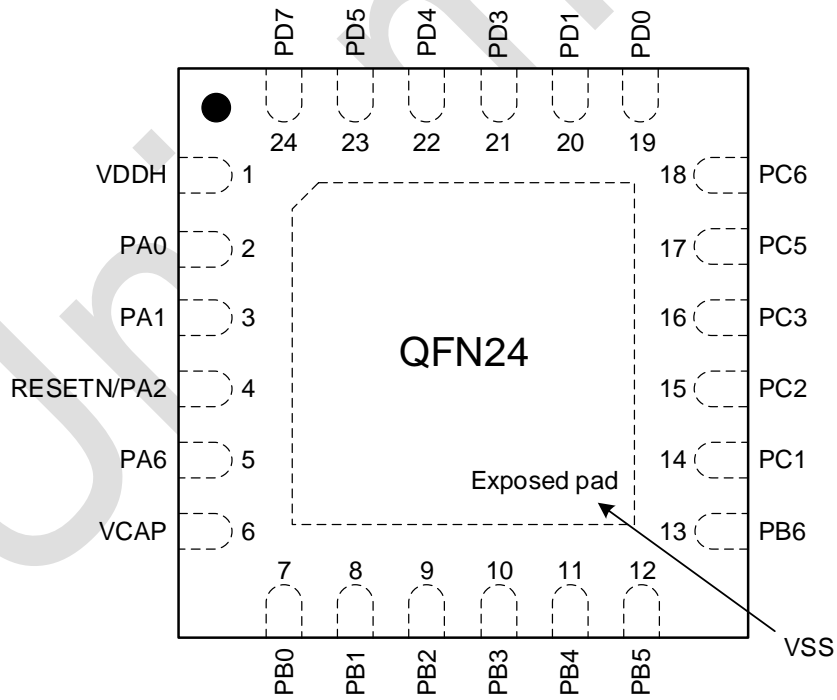 PD7 PD5 PD4 PD3 PD1 PD0
24 23 22 21 20 19
VDDH 1 18 PC6
PA0 2 17 PC5
PA1 3 16 PC3
QFN24
RESETN/PA2 4 15 PC2
PA6 5 14 PC1
Exposed pad
VCAP 6 13 PB6
7 8 9 10 11 12
VSS
PB0 PB1 PB2 PB3 PB4 PB5